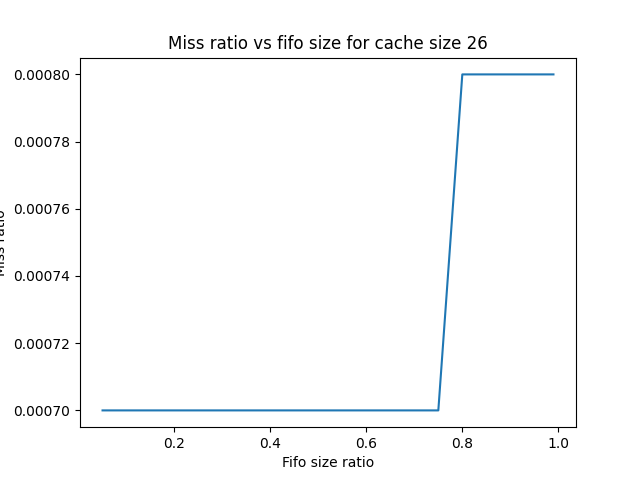 Miss ratio vs fifo size for cache size 26
0.00080
0.00078
0.00076
0.00074
0.00072
0.00070
Miss ratio
0.2 0.4 0.6 0.8 1.0
Fifo size ratio